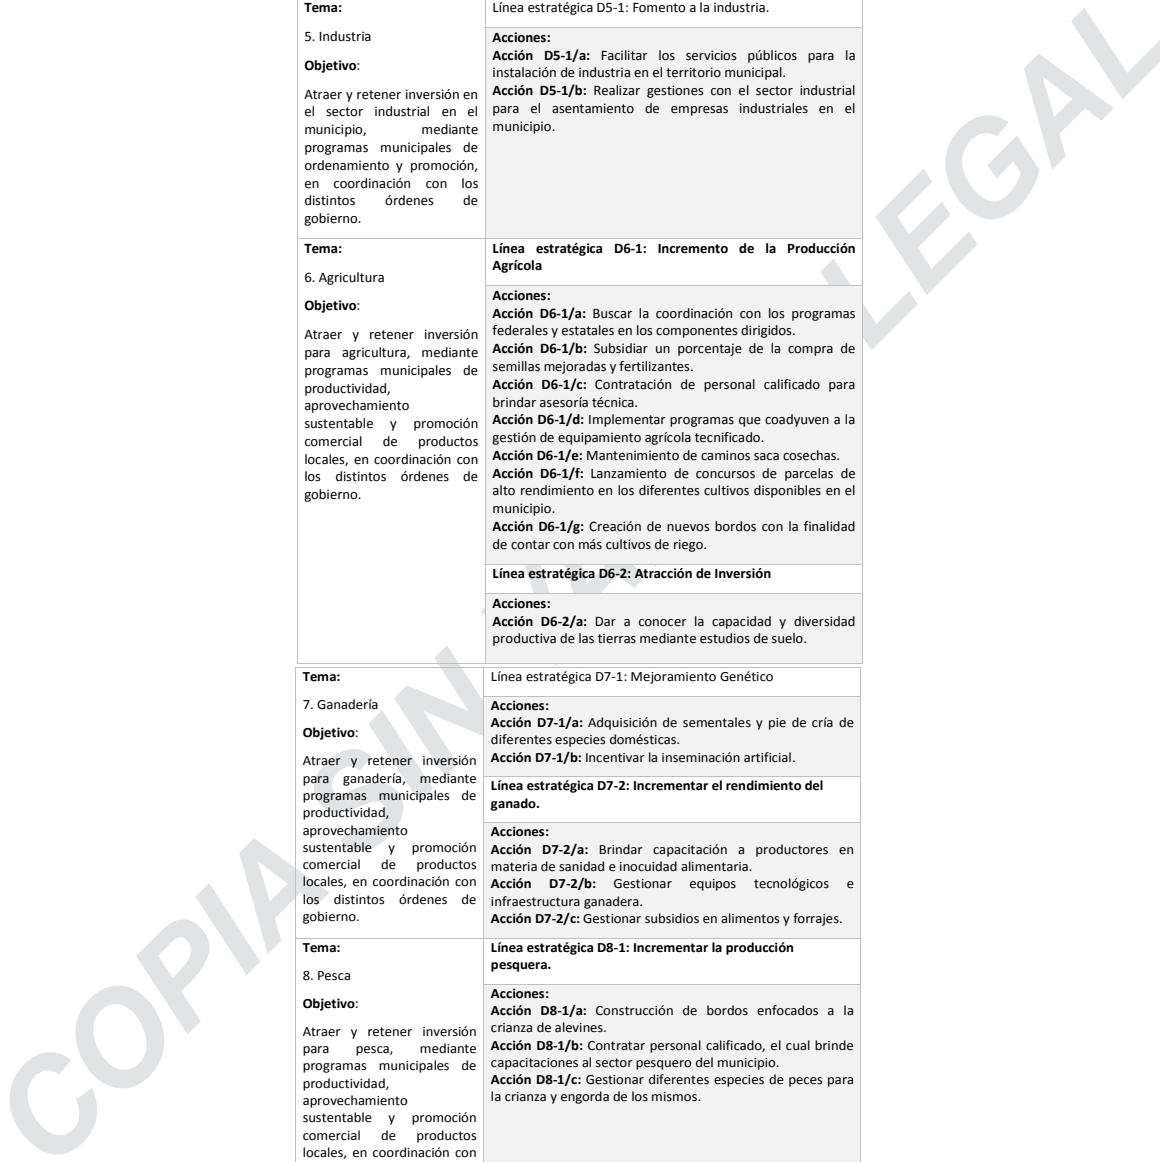 Tema:
5. Industria
Objetivo:
Atraer y retener inversión en
el sector industrial en el
municipio, mediante
programas municipales de
ordenamiento y promoción,
en coordinación con los
distintos órdenes de
gobierno.
Línea estratégica D5-1: Fomento a la industria.
Acciones:
Acción D5-1/a: Facilitar los servicios públicos para la
instalación de industria en el territorio municipal.
Acción D5-1/b: Realizar gestiones con el sector industrial
para el asentamiento de empresas industriales en el
municipio.
Tema:
6. Agricultura
Objetivo:
Atraer y retener inversión
para agricultura, mediante
programas municipales de
productividad,
aprovechamiento
sustentable y promoción
comercial de productos
locales, en coordinación con
los distintos órdenes de
gobierno.
Línea estratégica D6-1: Incremento de la Producción
Agrícola
Acciones:
Acción D6-1/a: Buscar la coordinación con los programas
federales y estatales en los componentes dirigidos.
Acción D6-1/b: Subsidiar un porcentaje de la compra de
semillas mejoradas y fertilizantes.
Acción D6-1/c: Contratación de personal calificado para
brindar asesoría técnica.
Acción D6-1/d: Implementar programas que coadyuven a la
gestión de equipamiento agrícola tecnificado.
Acción D6-1/e: Mantenimiento de caminos saca cosechas.
Acción D6-1/f: Lanzamiento de concursos de parcelas de
alto rendimiento en los diferentes cultivos disponibles en el
municipio.
Acción D6-1/g: Creación de nuevos bordos con la finalidad
de contar con más cultivos de riego.
Línea estratégica D6-2: Atracción de Inversión
Acciones:
Acción D6-2/a: Dar a conocer la capacidad y diversidad
productiva de las tierras mediante estudios de suelo.
Tema:
7. Ganadería
Objetivo:
Atraer y retener inversión
para ganadería, mediante
programas municipales de
productividad,
aprovechamiento
sustentable y promoción
comercial de productos
locales, en coordinación con
los distintos órdenes de
gobierno.
Línea estratégica D7-1: Mejoramiento Genético
Acciones:
Acción D7-1/a: Adquisición de sementales y pie de cría de
diferentes especies domésticas.
Acción D7-1/b: Incentivar la inseminación artificial.
Línea estratégica D7-2: Incrementar el rendimiento del
ganado.
Acciones:
Acción D7-2/a: Brindar capacitación a productores en
materia de sanidad e inocuidad alimentaria.
Acción D7-2/b: Gestionar equipos tecnológicos e
infraestructura ganadera.
Acción D7-2/c: Gestionar subsidios en alimentos y forrajes.
Tema:
8. Pesca
Objetivo:
Atraer y retener inversión
para pesca, mediante
programas municipales de
productividad,
aprovechamiento
sustentable y promoción
comercial de productos
locales, en coordinación con
Línea estratégica D8-1: Incrementar la producción
pesquera.
Acciones:
Acción D8-1/a: Construcción de bordos enfocados a la
crianza de alevines.
Acción D8-1/b: Contratar personal calificado, el cual brinde
capacitaciones al sector pesquero del municipio.
Acción D8-1/c: Gestionar diferentes especies de peces para
la crianza y engorda de los mismos.
COPIA SIN LEGAL